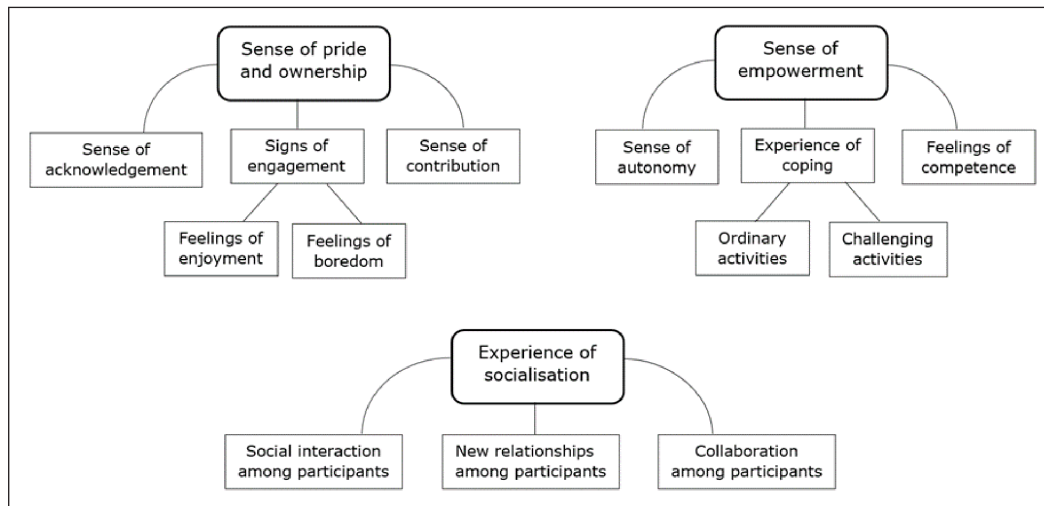 Sense of pride
and ownership
Sense of
acknowledgement
Signs of
engagement
Sense of
contribution
Feelings of
enjoyment
Feelings of
boredom
Sense of
empowerment
Sense of
autonomy
Experience of
coping
Feelings of
competence
Ordinary
activities
Challenging
activities
Experience of
socialisation
Social interaction
among participants
New relationships
among participants
Collaboration
among participants